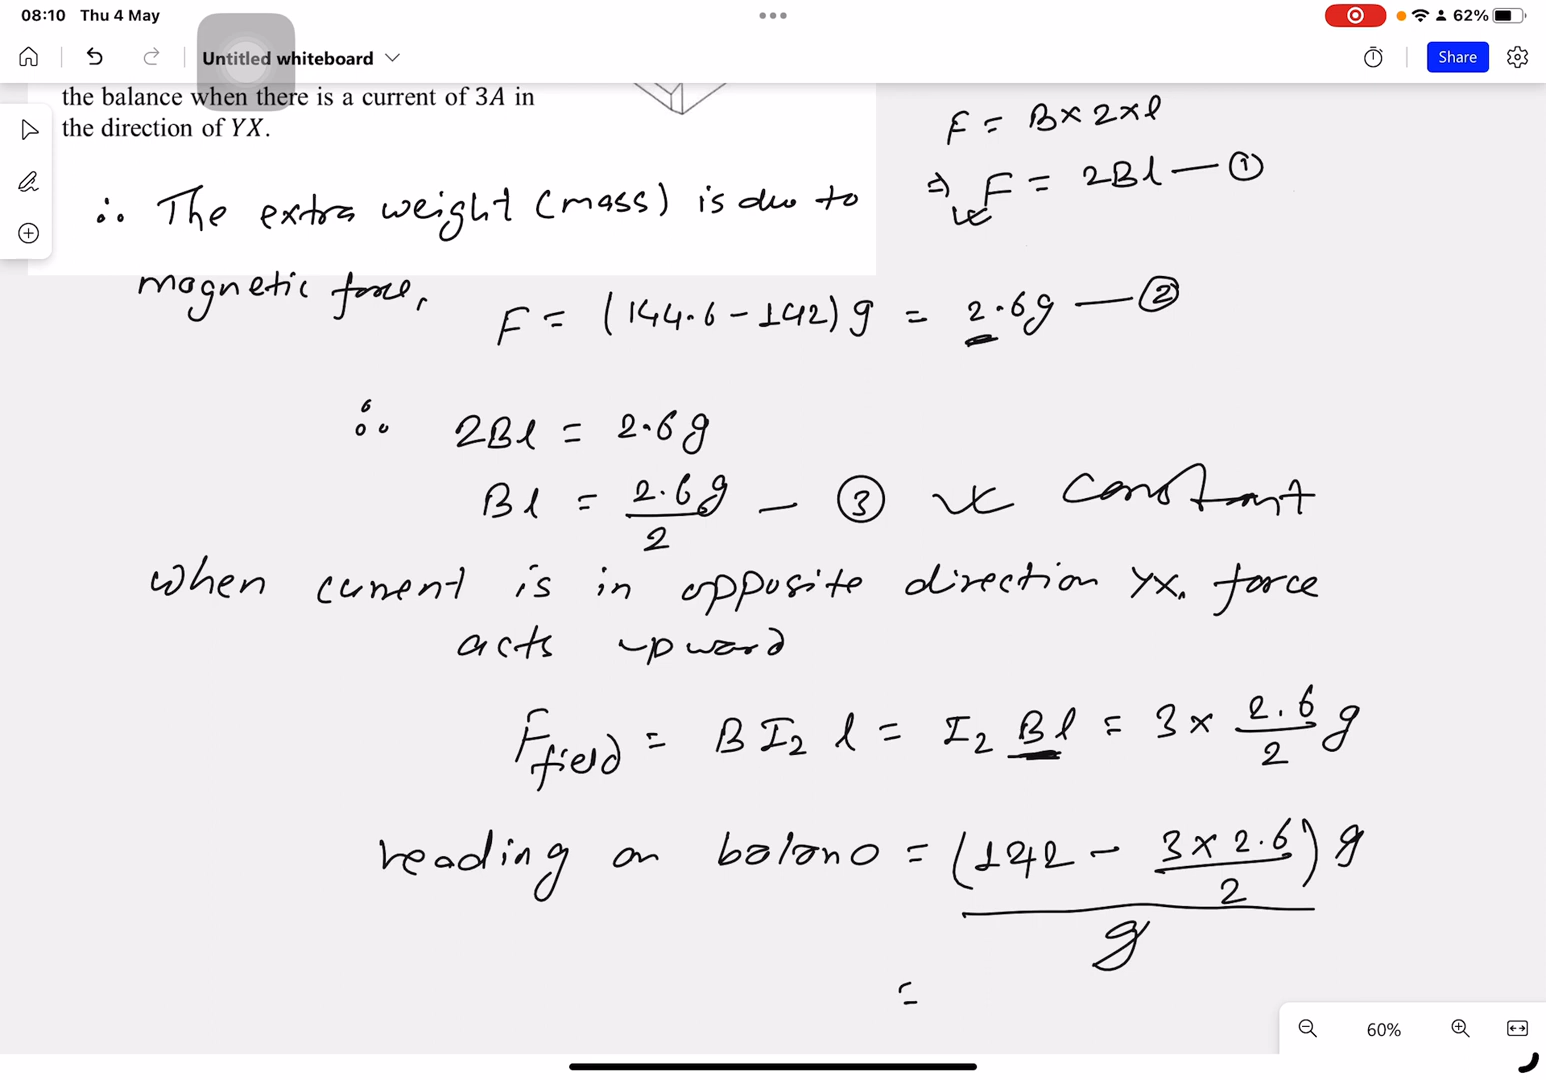 08:10 Thu 4 May
62%
Untitled whiteboard
Share
the balance when there is a current of 3A in
the direction of YX.
F = B×2×l
⇒ F = 2Bl — ①
∴ The extra weight (mass) is due to
magnetic force,
F = (144.6 - 142) g = 2.6g — ②
∴ 2Bl = 2.6g
Bl = 2.6g/2 — ③ constant
when current is in opposite direction YX, force
acts upward
F field = B I₂ l = I₂ Bl = 3 × 2.6/2 g
reading on balanc = (142 - 3 × 2.6/2) g / g
=
60%